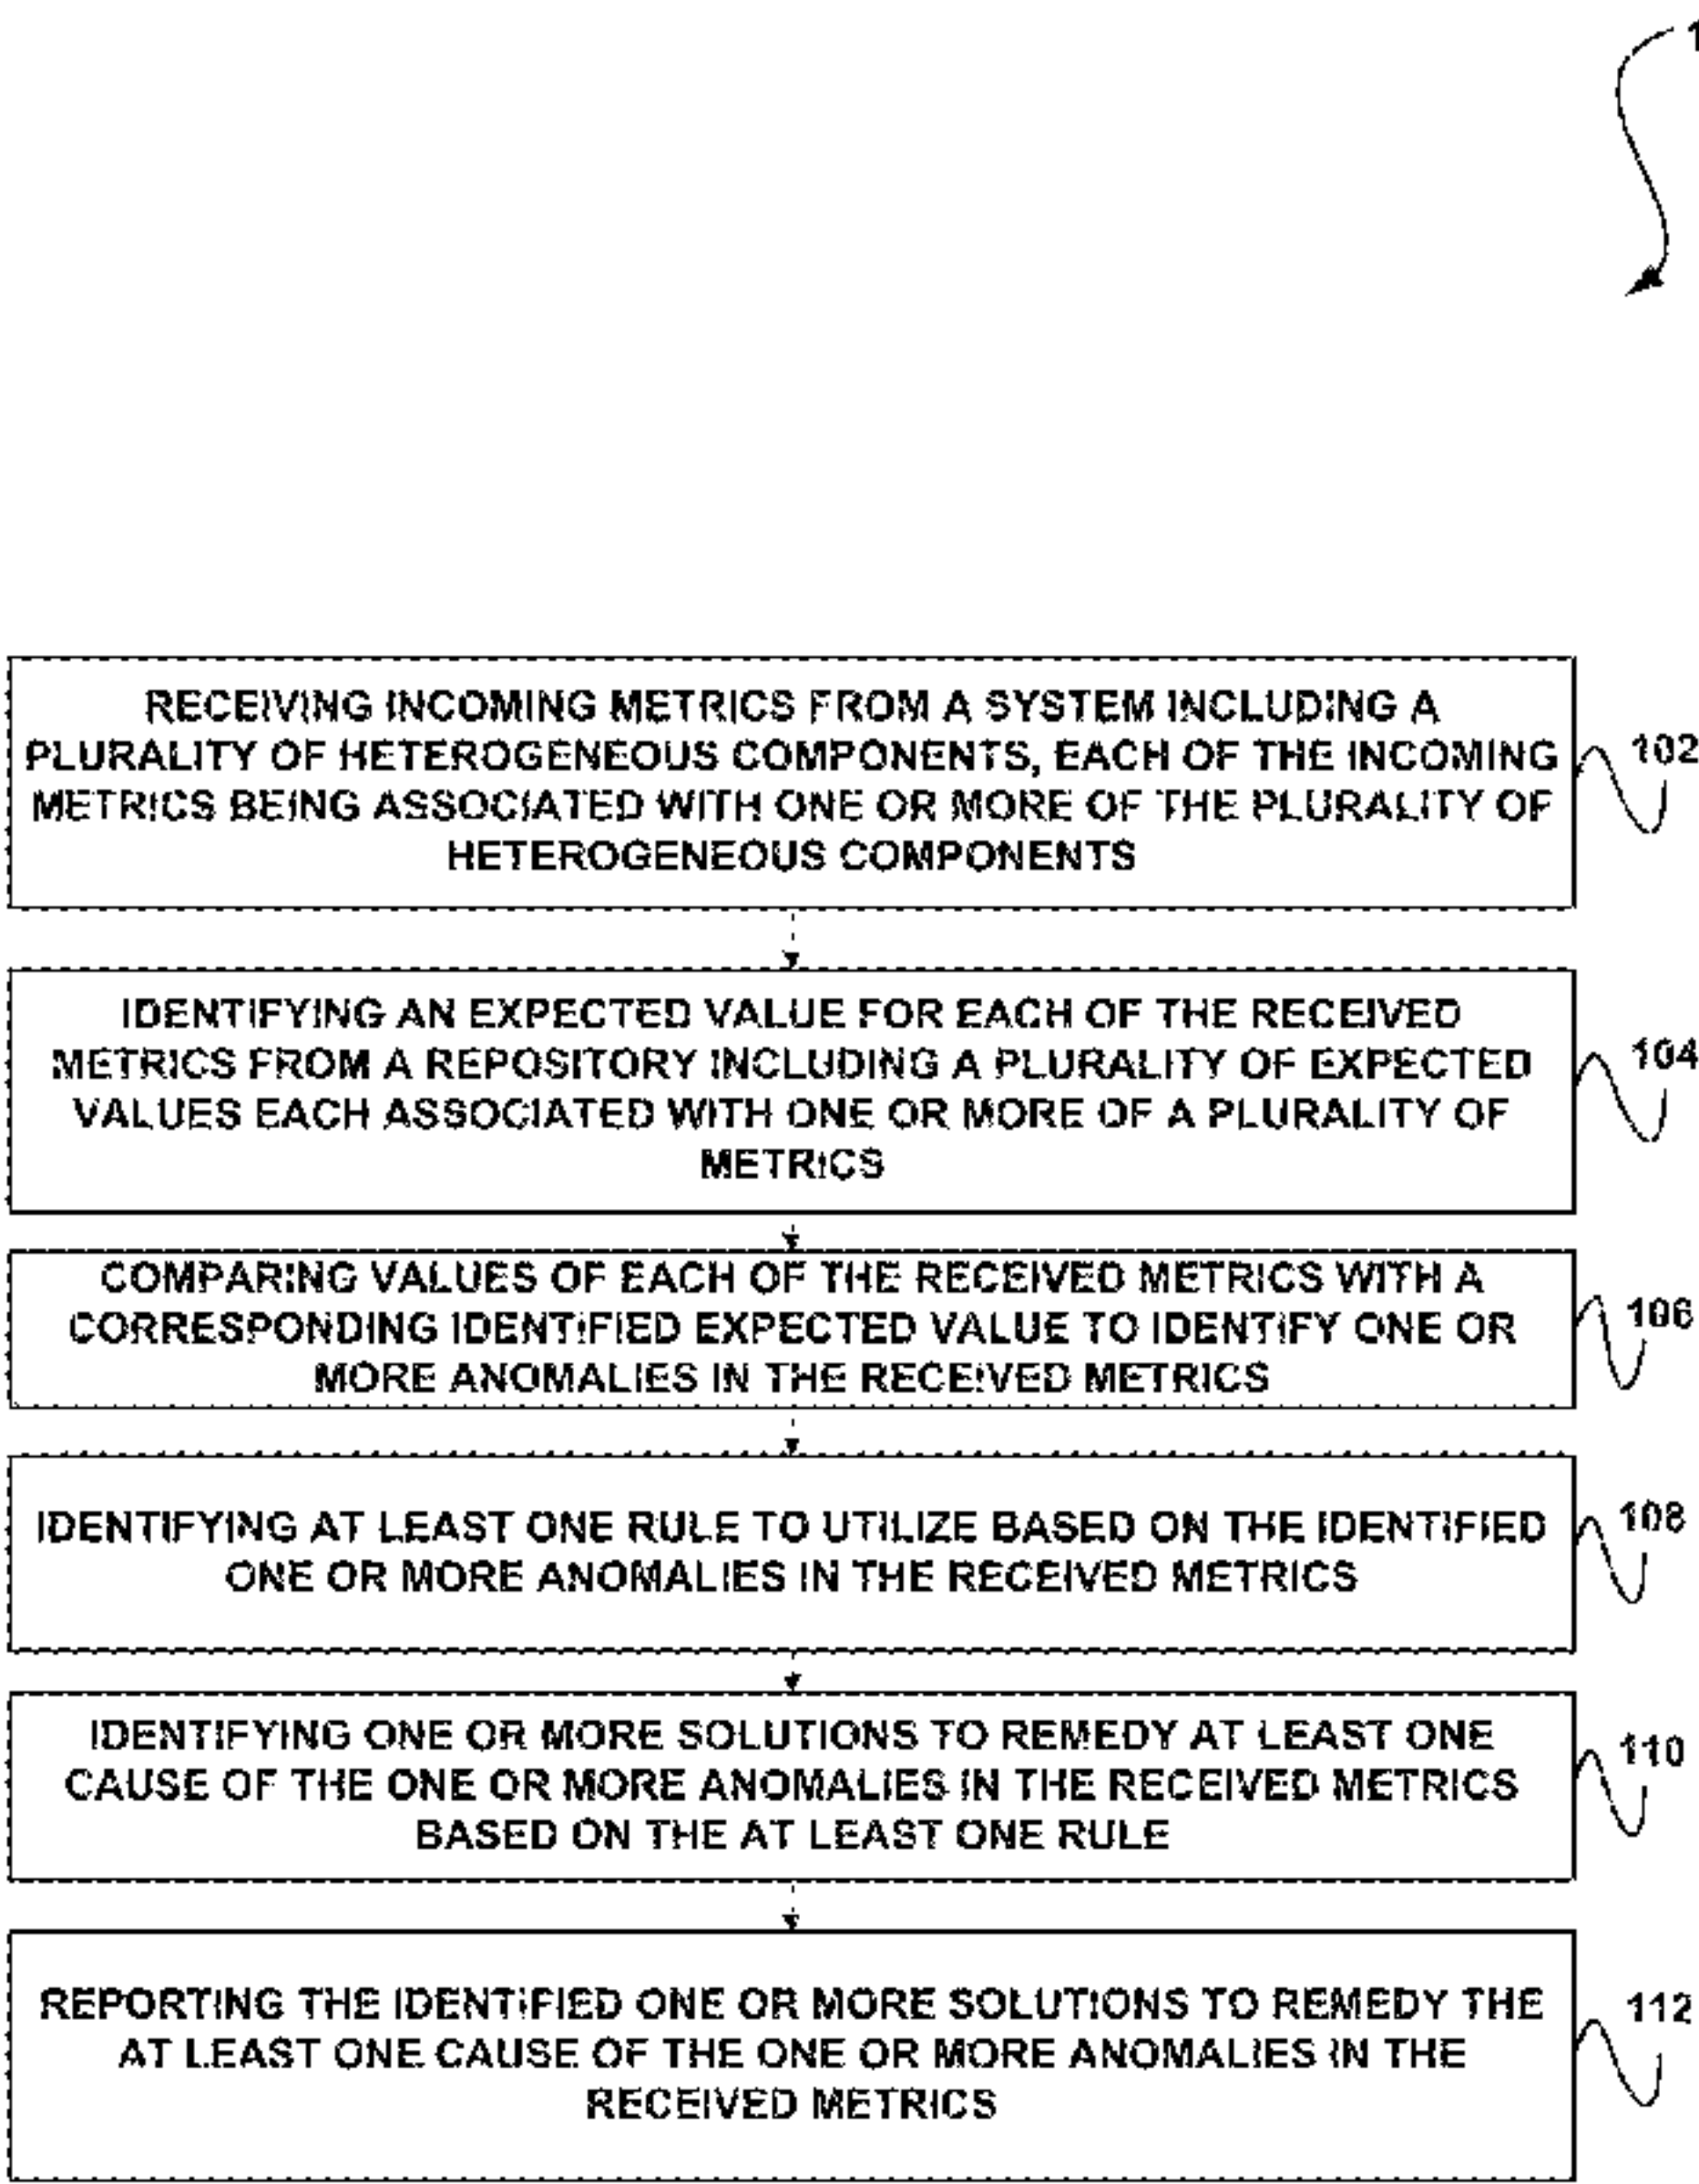 1
RECEIVING INCOMING METRICS FROM A SYSTEM INCLUDING A
PLURALITY OF HETEROGENEOUS COMPONENTS, EACH OF THE INCOMING
METRICS BEING ASSOCIATED WITH ONE OR MORE OF THE PLURALITY OF
HETEROGENEOUS COMPONENTS
102
IDENTIFYING AN EXPECTED VALUE FOR EACH OF THE RECEIVED
METRICS FROM A REPOSITORY INCLUDING A PLURALITY OF EXPECTED
VALUES EACH ASSOCIATED WITH ONE OR MORE OF A PLURALITY OF
METRICS
104
COMPARING VALUES OF EACH OF THE RECEIVED METRICS WITH A
CORRESPONDING IDENTIFIED EXPECTED VALUE TO IDENTIFY ONE OR
MORE ANOMALIES IN THE RECEIVED METRICS
106
IDENTIFYING AT LEAST ONE RULE TO UTILIZE BASED ON THE IDENTIFIED
ONE OR MORE ANOMALIES IN THE RECEIVED METRICS
108
IDENTIFYING ONE OR MORE SOLUTIONS TO REMEDY AT LEAST ONE
CAUSE OF THE ONE OR MORE ANOMALIES IN THE RECEIVED METRICS
BASED ON THE AT LEAST ONE RULE
110
REPORTING THE IDENTIFIED ONE OR MORE SOLUTIONS TO REMEDY THE
AT LEAST ONE CAUSE OF THE ONE OR MORE ANOMALIES IN THE
RECEIVED METRICS
112